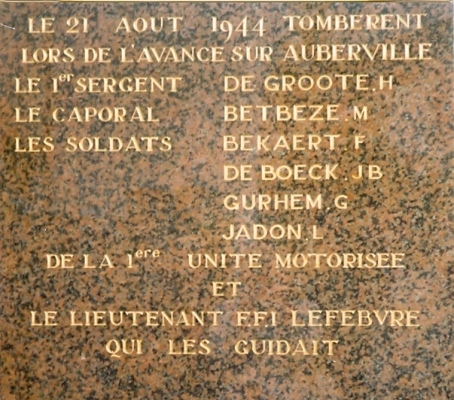 LE 21 AOUT 1944 TOMBERENT
LORS DE L'AVANCE SUR AUBERVILLE
LE 1er SERGENT DE GROOTE.H
LE CAPORAL BETBEZE.M
LES SOLDATS BEKAERT.F
DE BOECK.JB
GURHEM.G
JADON.L
DE LA 1ere UNITE MOTORISEE
ET
LE LIEUTENANT F.F.I LEFEBVRE
QUI LES GUIDAIT